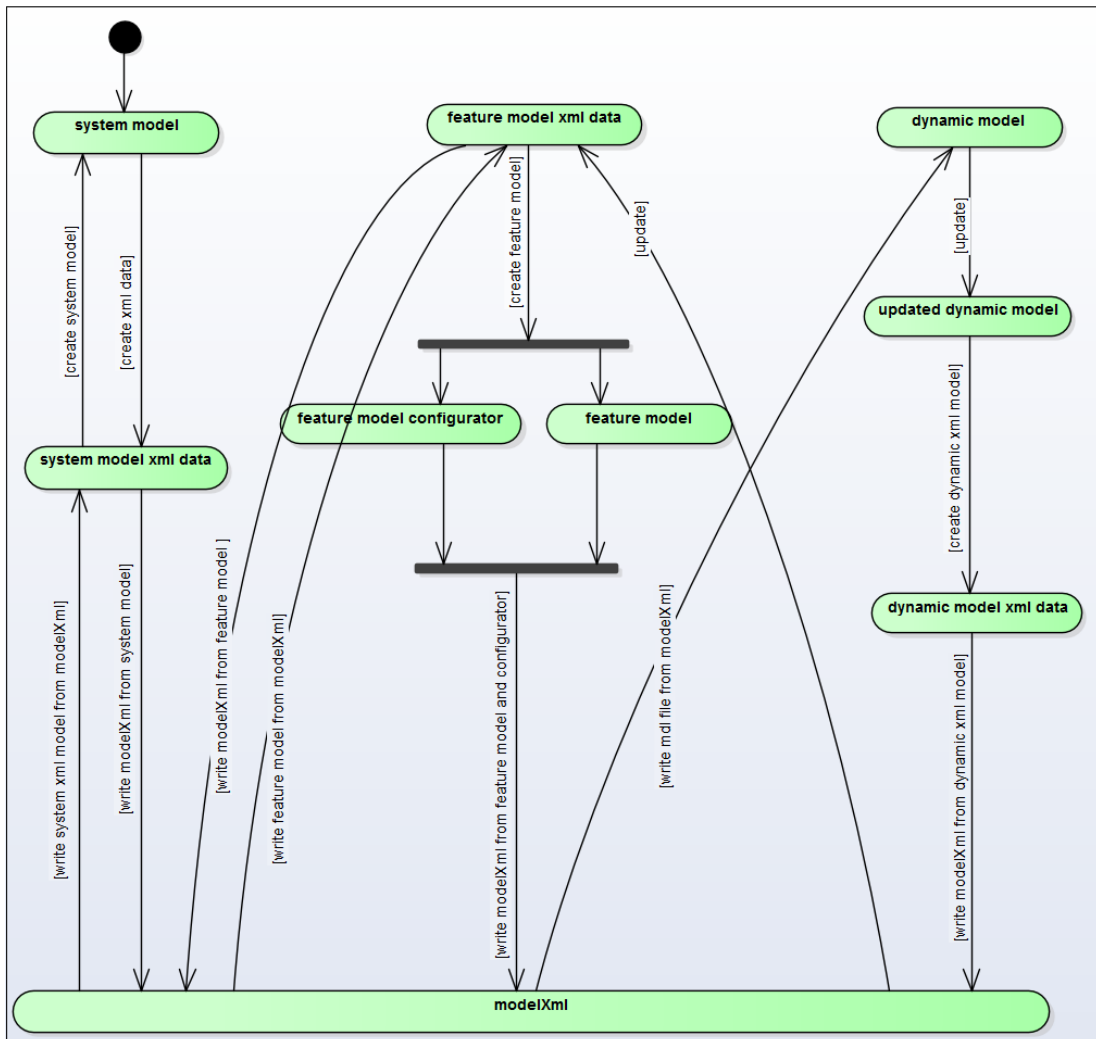 system model
feature model xml data
dynamic model
[create system model]
[create xml data]
[create feature model]
[update]
[update]
updated dynamic model
feature model configurator
feature model
[create dynamic xml model]
system model xml data
dynamic model xml data
[write system xml model from modelXml]
[write modelXml from system model]
[write modelXml from feature model ]
[write feature model from modelXml]
[write modelXml from feature model and configurator]
[write mdl file from modelXml]
[write modelXml from dynamic xml model]
modelXml